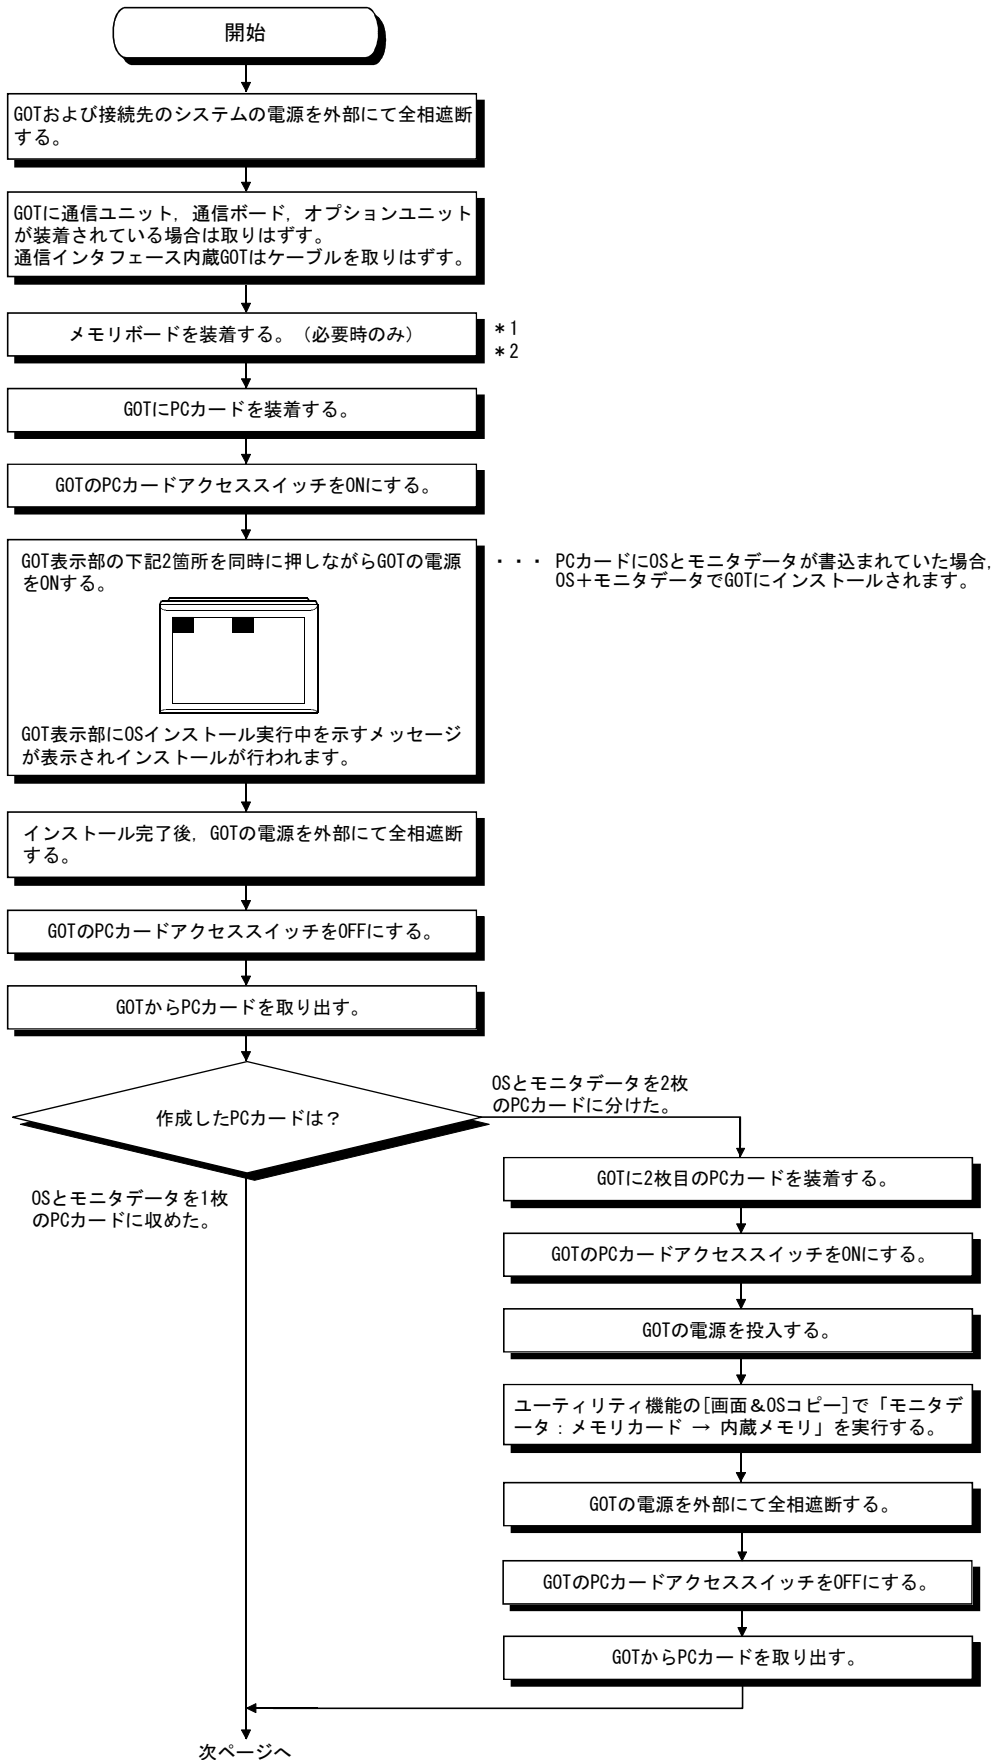 開始
GOTおよび接続先のシステムの電源を外部にて全相遮断
する。
GOTに通信ユニット，通信ボード，オプションユニット
が装着されている場合は取りはずす。
通信インタフェース内蔵GOTはケーブルを取りはずす。
メモリボードを装着する。（必要時のみ）
＊1
＊2
GOTにPCカードを装着する。
GOTのPCカードアクセススイッチをONにする。
GOT表示部の下記2箇所を同時に押しながらGOTの電源
をONする。
・・・ PCカードにOSとモニタデータが書込まれていた場合，
OS＋モニタデータでGOTにインストールされます。
GOT表示部にOSインストール実行中を示すメッセージ
が表示されインストールが行われます。
インストール完了後，GOTの電源を外部にて全相遮断
する。
GOTのPCカードアクセススイッチをOFFにする。
GOTからPCカードを取り出す。
作成したPCカードは？
OSとモニタデータを2枚
のPCカードに分けた。
OSとモニタデータを1枚
のPCカードに収めた。
GOTに2枚目のPCカードを装着する。
GOTのPCカードアクセススイッチをONにする。
GOTの電源を投入する。
ユーティリティ機能の[画面＆OSコピー]で「モニタデ
ータ：メモリカード → 内蔵メモリ」を実行する。
GOTの電源を外部にて全相遮断する。
GOTのPCカードアクセススイッチをOFFにする。
GOTからPCカードを取り出す。
次ページへ